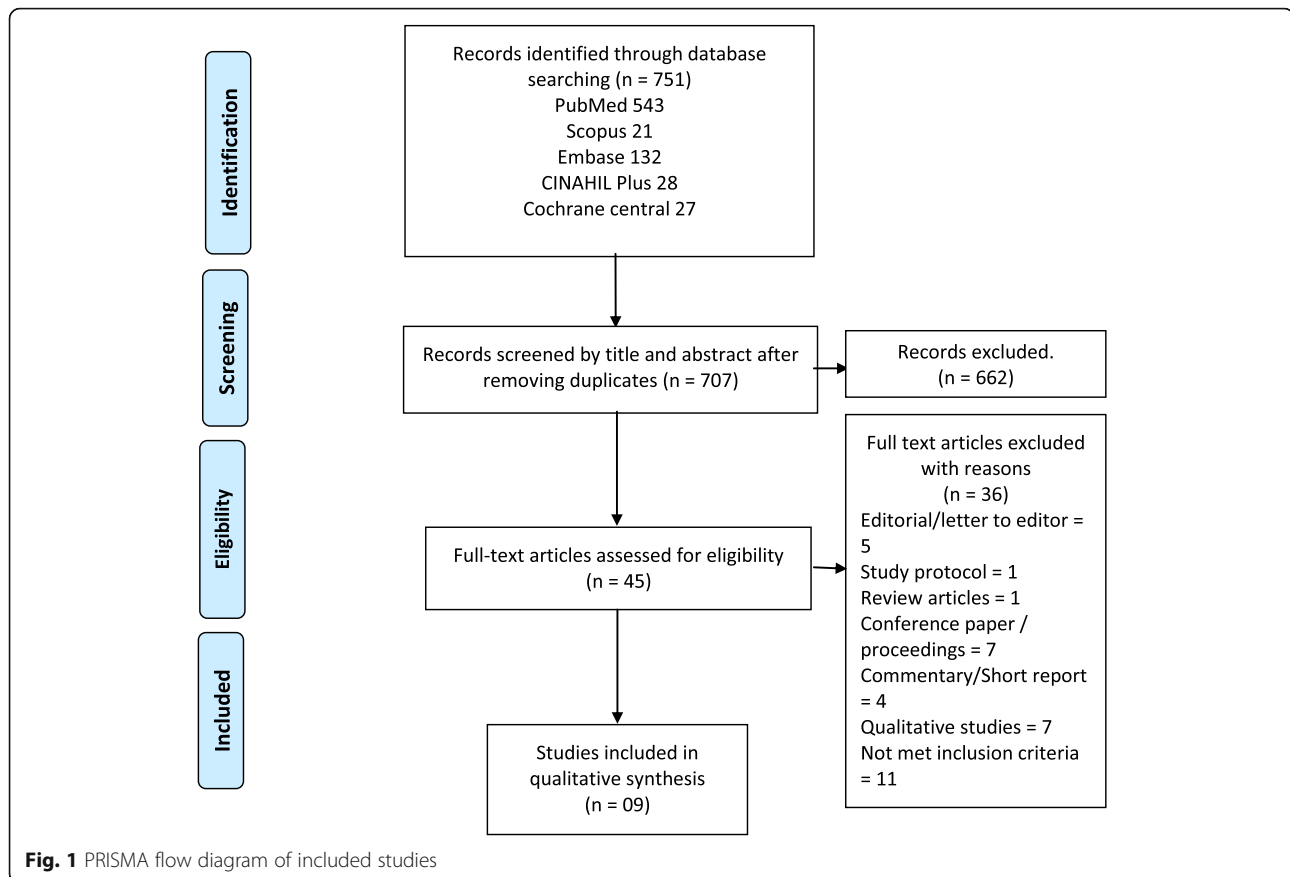 Identification
Records identified through database
searching (n = 751)
PubMed 543
Scopus 21
Embase 132
CINAHIL Plus 28
Cochrane central 27
Screening
Records screened by title and abstract after
removing duplicates (n = 707)
Records excluded.
(n = 662)
Eligibility
Full-text articles assessed for eligibility
(n = 45)
Full text articles excluded
with reasons
(n = 36)
Editorial/letter to editor =
5
Study protocol = 1
Review articles = 1
Conference paper /
proceedings = 7
Commentary/Short report
= 4
Qualitative studies = 7
Not met inclusion criteria
= 11
Included
Studies included in
qualitative synthesis
(n = 09)
Fig. 1 PRISMA flow diagram of included studies